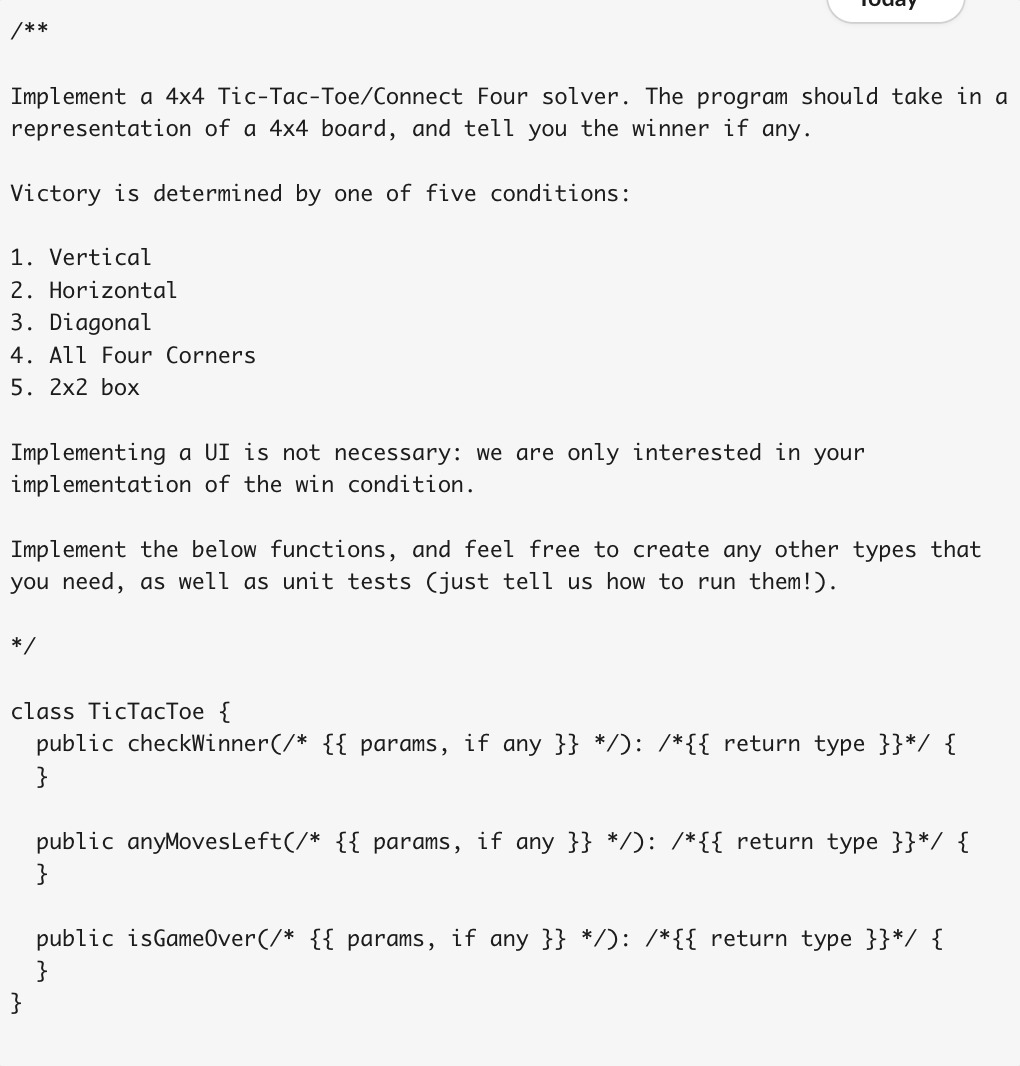 Today
/**
Implement a 4x4 Tic-Tac-Toe/Connect Four solver. The program should take in a
representation of a 4x4 board, and tell you the winner if any.
Victory is determined by one of five conditions:
1. Vertical
2. Horizontal
3. Diagonal
4. All Four Corners
5. 2x2 box
Implementing a UI is not necessary: we are only interested in your
implementation of the win condition.
Implement the below functions, and feel free to create any other types that
you need, as well as unit tests (just tell us how to run them!).
*/
class TicTacToe {
  public checkWinner(/* {{ params, if any }} */): /*{{ return type }}*/ {
  }
  public anyMovesLeft(/* {{ params, if any }} */): /*{{ return type }}*/ {
  }
  public isGameOver(/* {{ params, if any }} */): /*{{ return type }}*/ {
  }
}